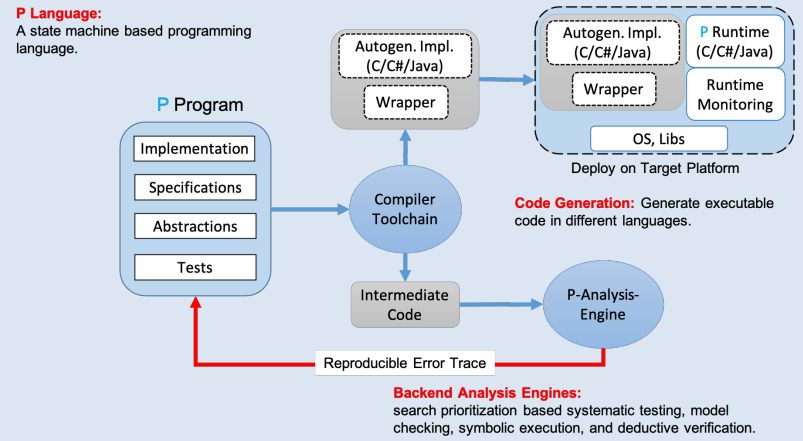 P Language:
A state machine based programming
language.
P Program
Implementation
Specifications
Abstractions
Tests
Autogen. Impl.
(C/C#/Java)
Wrapper
Compiler
Toolchain
Intermediate
Code
P-Analysis-
Engine
Autogen. Impl.
(C/C#/Java)
Wrapper
P Runtime
(C/C#/Java)
Runtime
Monitoring
OS, Libs
Deploy on Target Platform
Code Generation: Generate executable
code in different languages.
Reproducible Error Trace
Backend Analysis Engines:
search prioritization based systematic testing, model
checking, symbolic execution, and deductive verification.